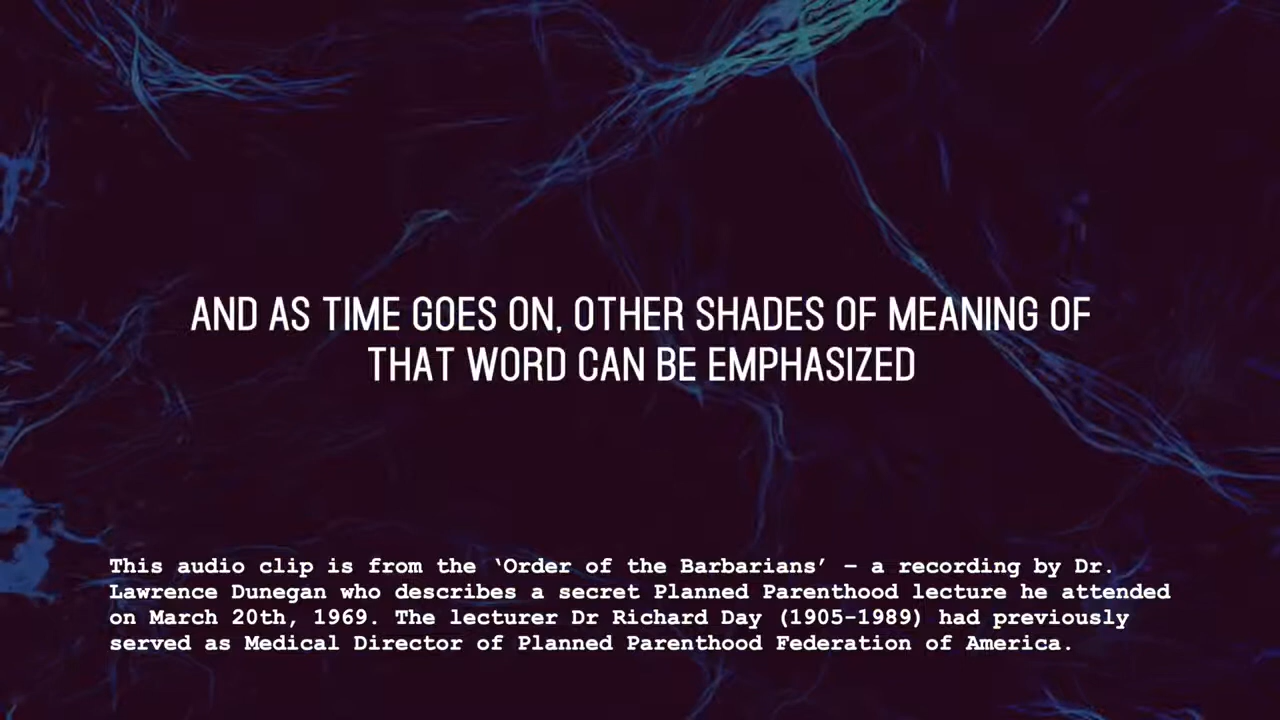 AND AS TIME GOES ON, OTHER SHADES OF MEANING OF
THAT WORD CAN BE EMPHASIZED
This audio clip is from the ‘Order of the Barbarians’ – a recording by Dr.
Lawrence Dunegan who describes a secret Planned Parenthood lecture he attended
on March 20th, 1969. The lecturer Dr Richard Day (1905-1989) had previously
served as Medical Director of Planned Parenthood Federation of America.